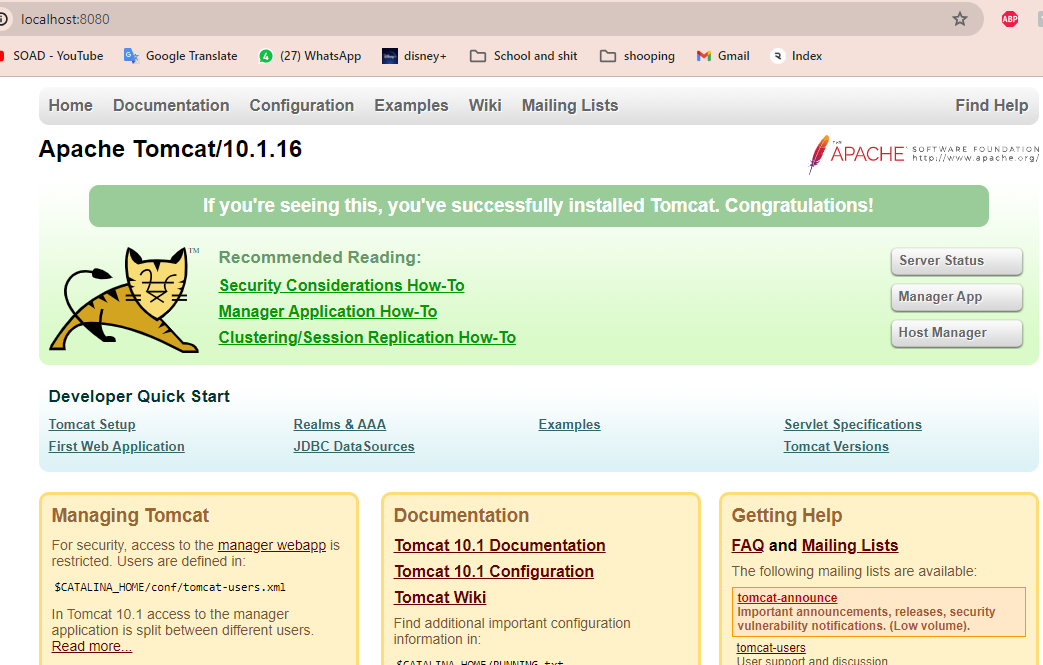 localhost:8080
ABP
SOAD - YouTube
Google Translate
4
(27) WhatsApp
disney+
School and shit
shooping
Gmail
Index
Home Documentation Configuration Examples Wiki Mailing Lists Find Help
Apache Tomcat/10.1.16
THE
APACHE SOFTWARE FOUNDATION
http://www.apache.org/
If you're seeing this, you've successfully installed Tomcat. Congratulations!
TM
Recommended Reading:
Security Considerations How-To
Manager Application How-To
Clustering/Session Replication How-To
Server Status
Manager App
Host Manager
Developer Quick Start
Tomcat Setup
First Web Application
Realms & AAA
JDBC DataSources
Examples
Servlet Specifications
Tomcat Versions
Managing Tomcat
For security, access to the manager webapp is
restricted. Users are defined in:
$CATALINA_HOME/conf/tomcat-users.xml
In Tomcat 10.1 access to the manager
application is split between different users.
Read more...
Documentation
Tomcat 10.1 Documentation
Tomcat 10.1 Configuration
Tomcat Wiki
Find additional important configuration
information in:
$CATALINA_HOME/RUNNING.txt
Getting Help
FAQ and Mailing Lists
The following mailing lists are available:
tomcat-announce
Important announcements, releases, security
vulnerability notifications. (Low volume).
tomcat-users
User support and discussion